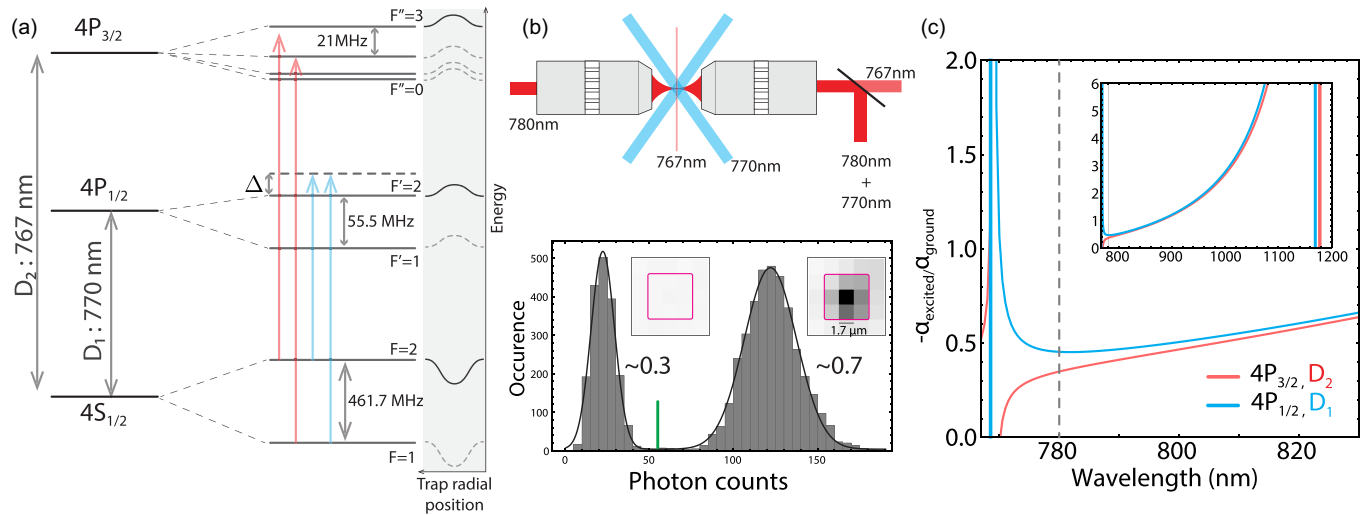 (a)
4P3/2
F"=3
21MHz
F"=0
D2 : 767 nm
4P1/2
Δ
F'=2
55.5 MHz
F'=1
D1 : 770 nm
4S1/2
F=2
461.7 MHz
F=1
Energy
Trap radial
position
(b)
780nm
767nm
770nm
767nm
780nm
+
770nm
Occurence
500
400
300
200
100
0
~0.3
1.7 μm
~0.7
0
50
100
150
Photon counts
(c)
-αexcited/αground
2.0
1.5
1.0
0.5
0.0
6
5
4
3
2
1
0
800
900
1000
1100
1200
4P3/2, D2
4P1/2, D1
780
800
820
Wavelength (nm)